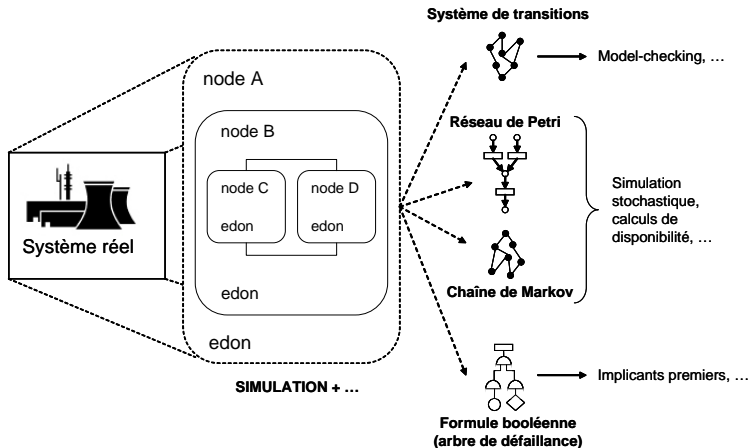 Système de transitions
Model-checking, …
node A
node B
Réseau de Petri
node C
node D
edon
edon
Système réel
Simulation
stochastique,
calculs de
disponibilité, …
Chaîne de Markov
edon
edon
SIMULATION + …
Implicants premiers, …
Formule booléenne
(arbre de défaillance)